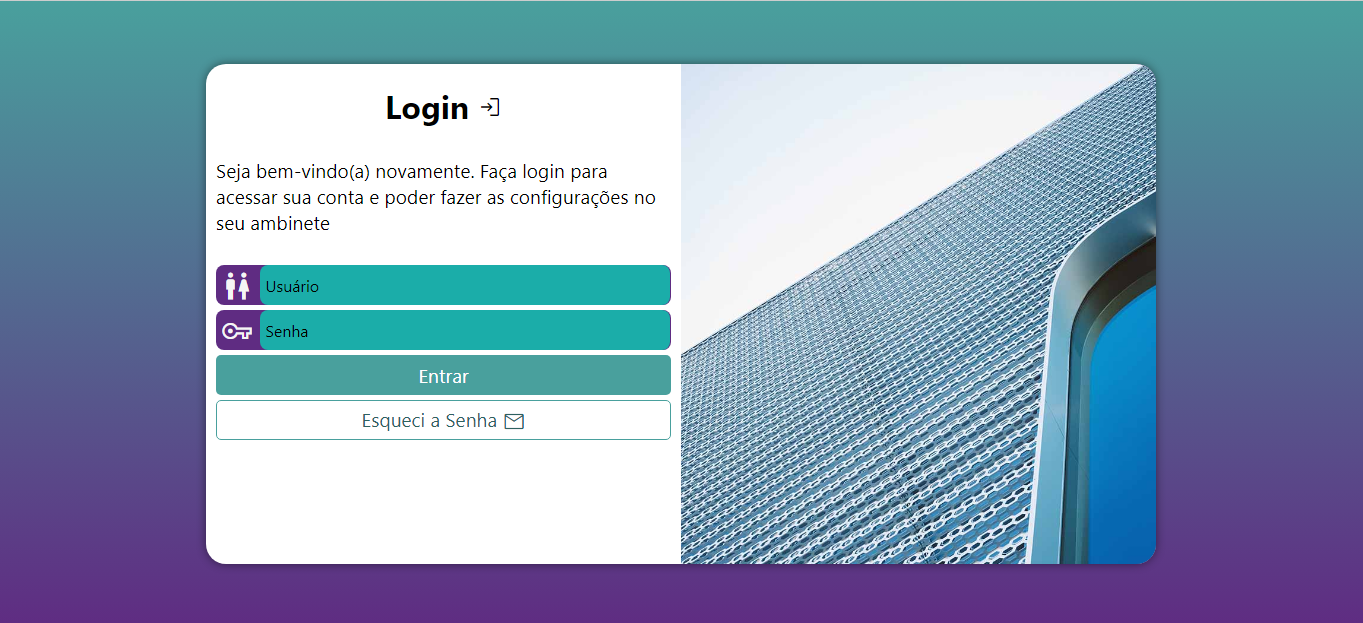 Login
Seja bem-vindo(a) novamente. Faça login para
acessar sua conta e poder fazer as configurações no
seu ambinete
Usuário
Senha
Entrar
Esqueci a Senha